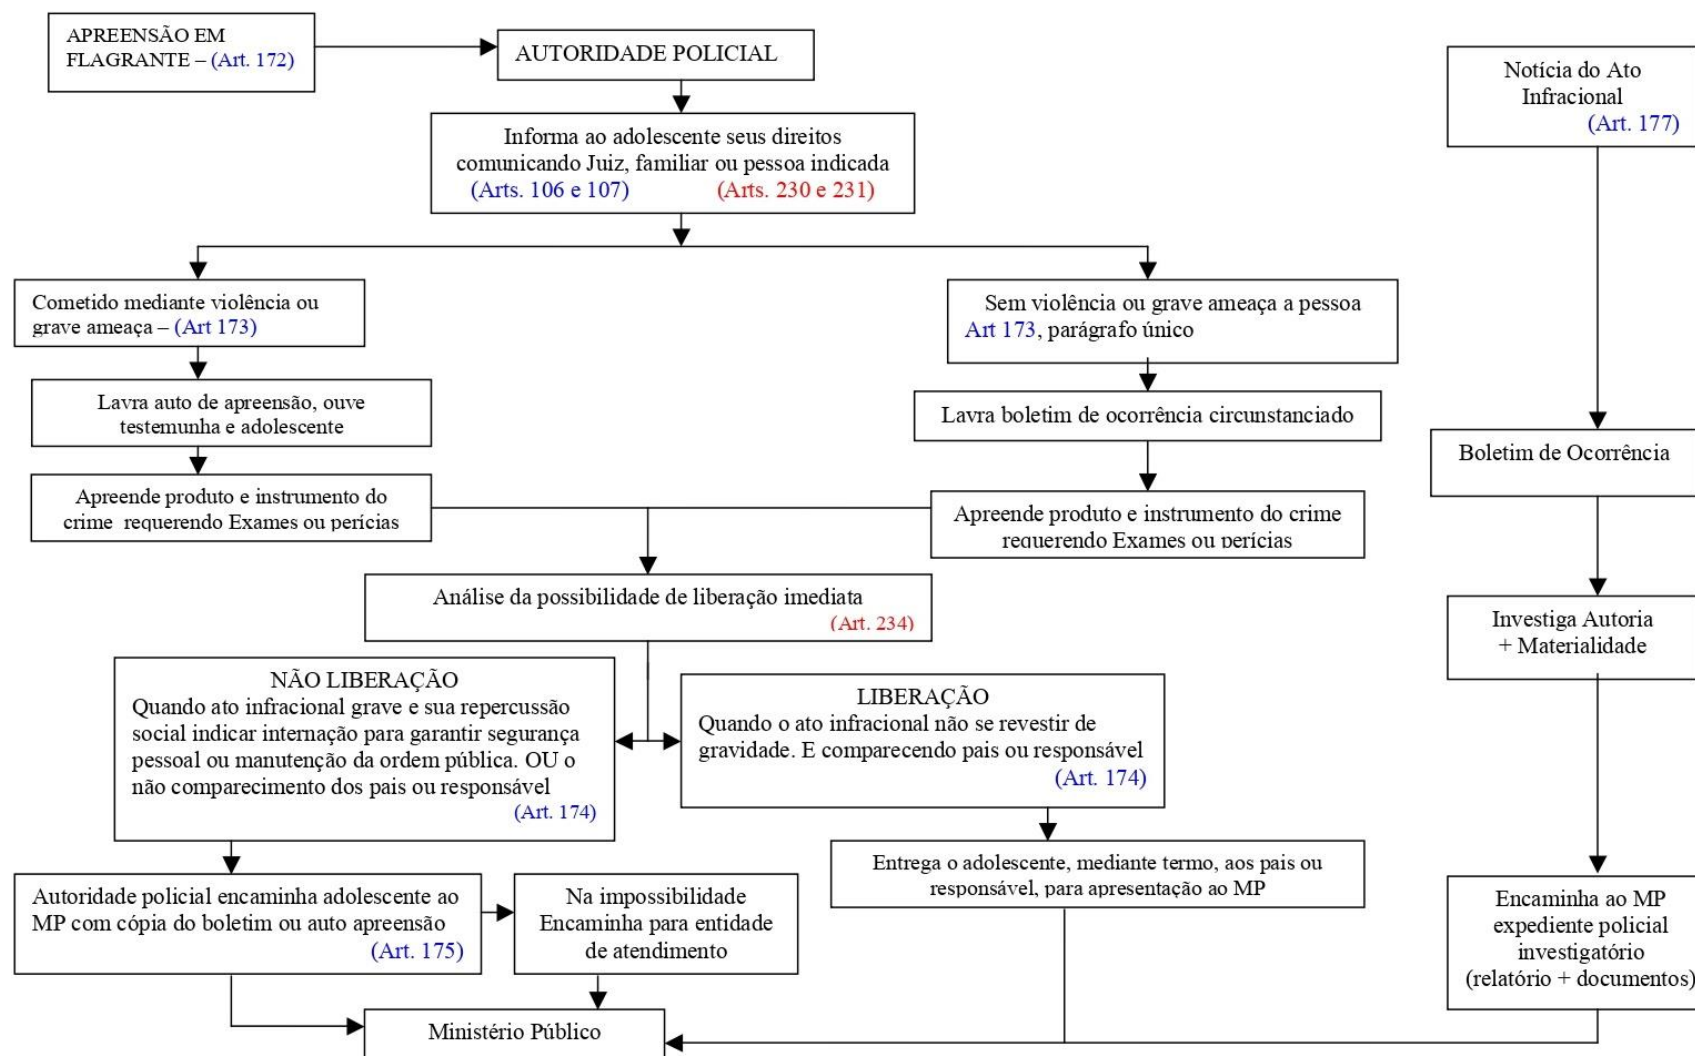 APREENSÃO EM
FLAGRANTE – (Art. 172)
AUTORIDADE POLICIAL
Informa ao adolescente seus direitos
comunicando Juiz, familiar ou pessoa indicada
(Arts. 106 e 107) (Arts. 230 e 231)
Cometido mediante violência ou
grave ameaça – (Art 173)
Lavra auto de apreensão, ouve
testemunha e adolescente
Apreende produto e instrumento do
crime requerendo Exames ou perícias
Sem violência ou grave ameaça a pessoa
Art 173, parágrafo único
Lavra boletim de ocorrência circunstanciado
Apreende produto e instrumento do crime
requerendo Exames ou perícias
Análise da possibilidade de liberação imediata
(Art. 234)
NÃO LIBERAÇÃO
Quando ato infracional grave e sua repercussão
social indicar internação para garantir segurança
pessoal ou manutenção da ordem pública. OU o
não comparecimento dos pais ou responsável
(Art. 174)
LIBERAÇÃO
Quando o ato infracional não se revestir de
gravidade. E comparecendo pais ou responsável
(Art. 174)
Autoridade policial encaminha adolescente ao
MP com cópia do boletim ou auto apreensão
(Art. 175)
Na impossibilidade
Encaminha para entidade
de atendimento
Entrega o adolescente, mediante termo, aos pais ou
responsável, para apresentação ao MP
Ministério Público
Notícia do Ato
Infracional
(Art. 177)
Boletim de Ocorrência
Investiga Autoria
+ Materialidade
Encaminha ao MP
expediente policial
investigatório
(relatório + documentos)